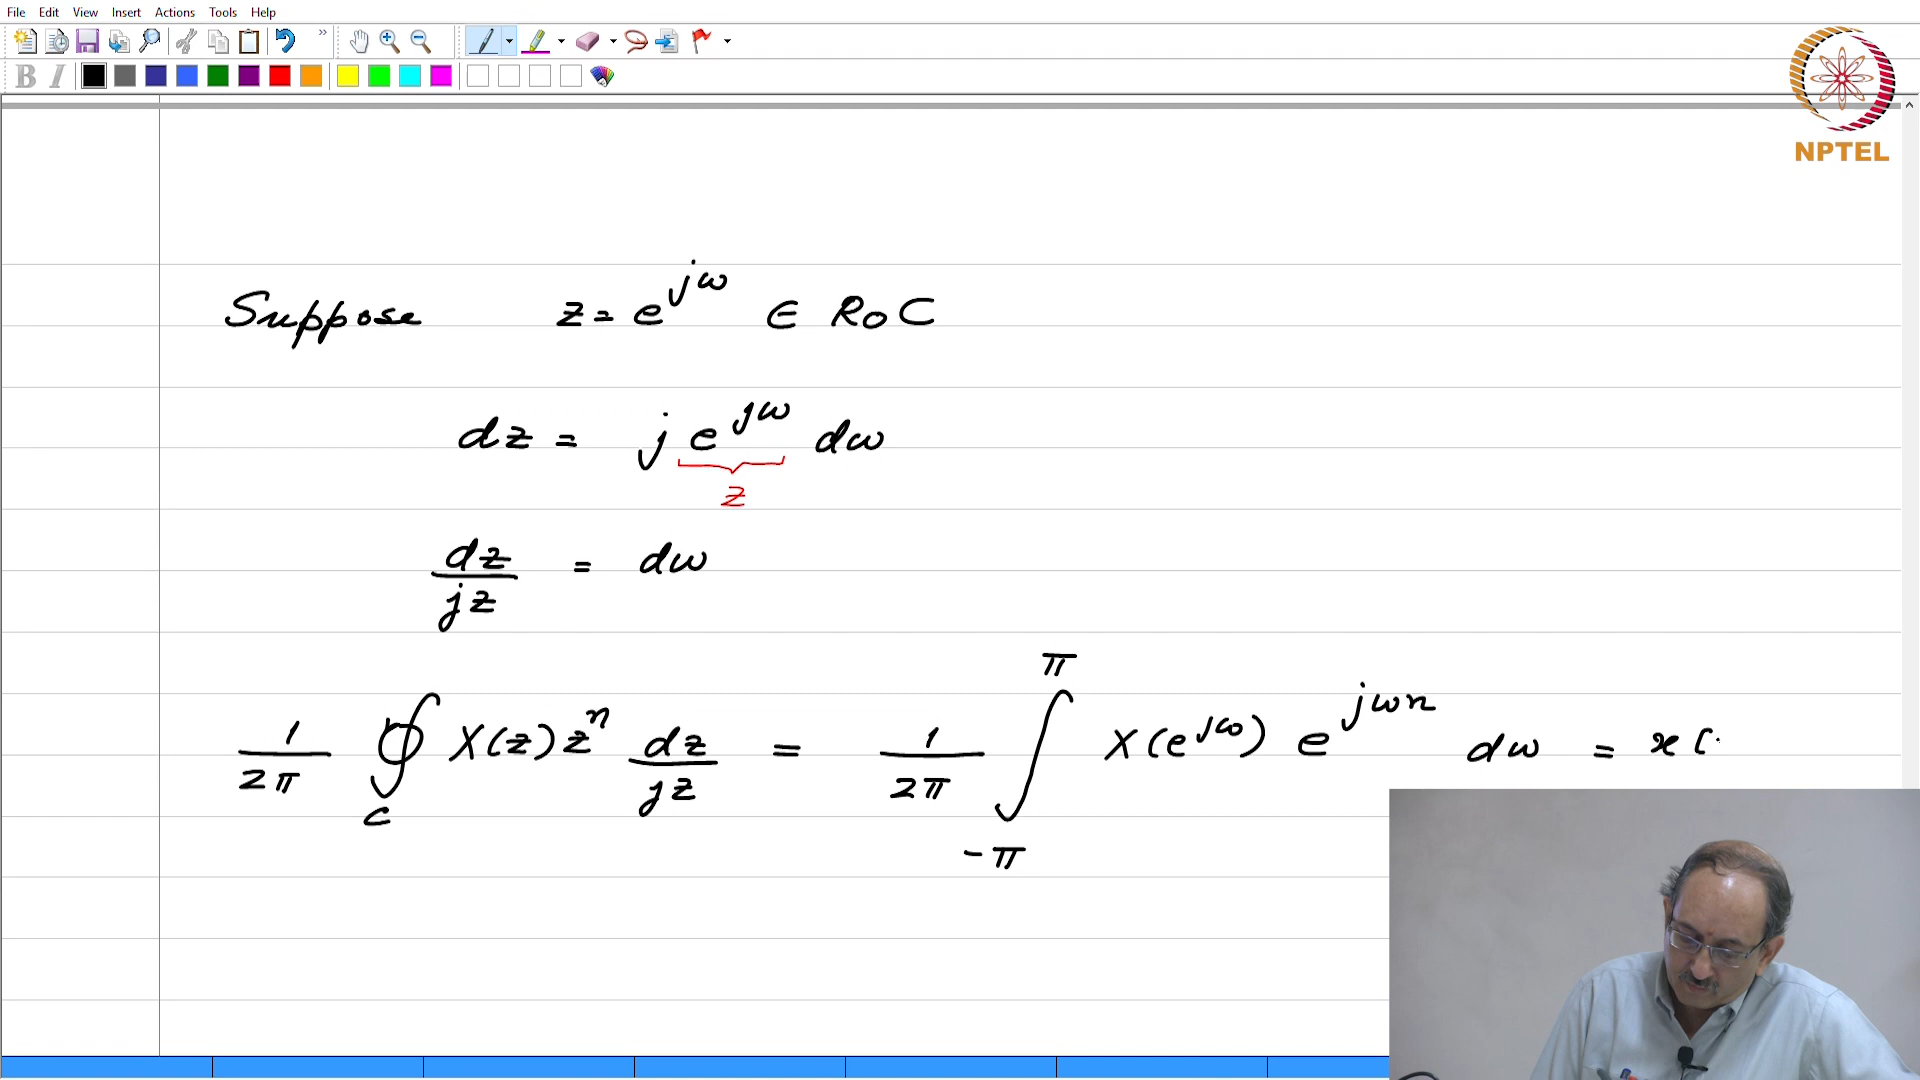 File Edit View Insert Actions Tools Help
B I
NPTEL
Suppose z = e^{jω} ∈ RoC
dz = j e^{jω} dω
z
dz/jz = dω
1/2π ∮_C X(z) z^n dz/jz = 1/2π ∫_{-π}^{π} X(e^{jω}) e^{jωn} dω = x[